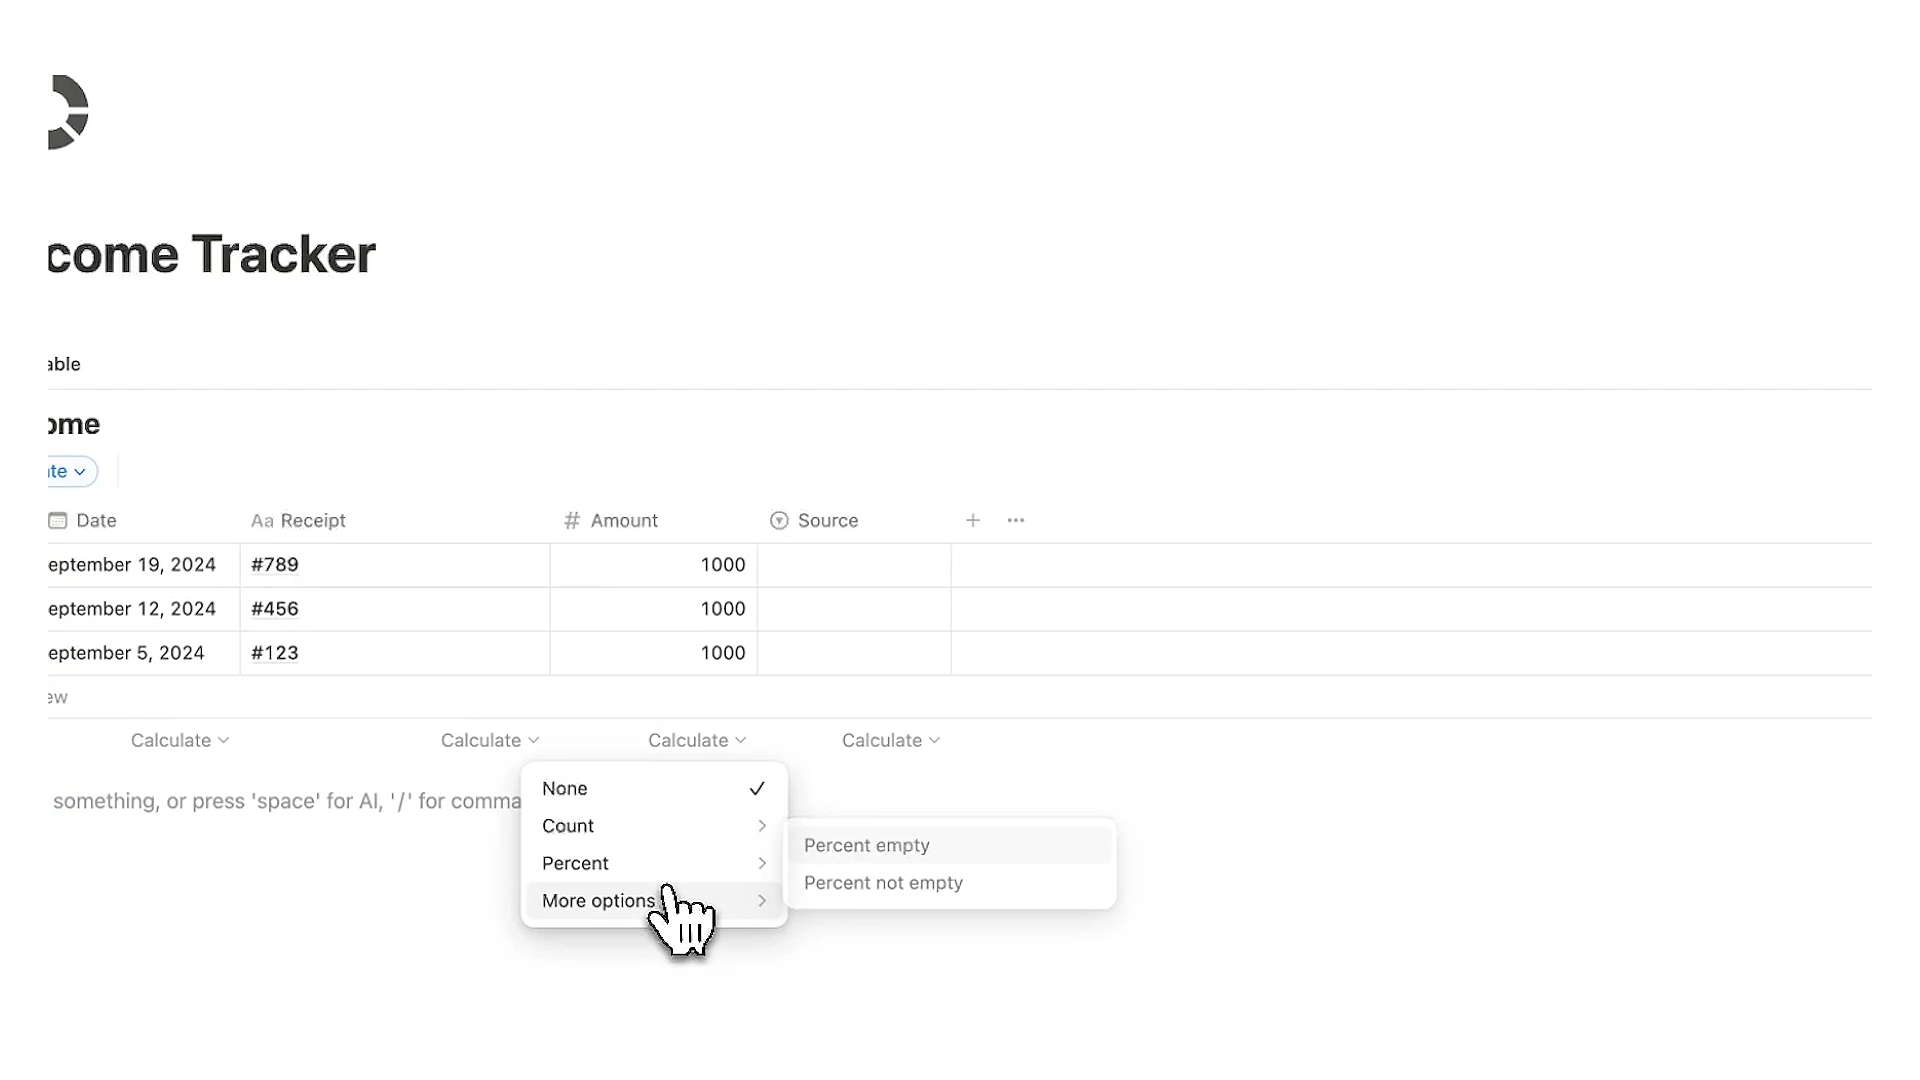 come Tracker
able
ome
te
Date Aa Receipt # Amount Source + •••
eptember 19, 2024 #789 1000
eptember 12, 2024 #456 1000
eptember 5, 2024 #123 1000
ew
Calculate Calculate Calculate Calculate
something, or press 'space' for AI, '/' for comma
None
Count
Percent
More options
Percent empty
Percent not empty